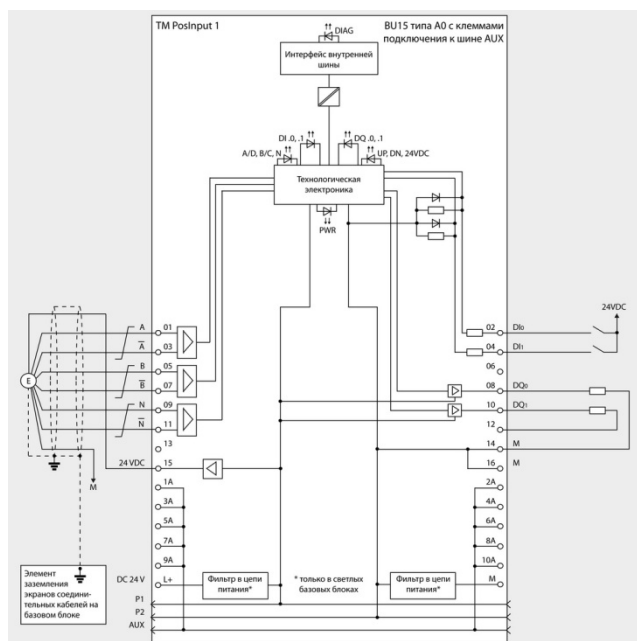 TM PosInput 1
BU15 типа A0 с клеммами
подключения к шине AUX
DIAG
Интерфейс внутренней
шины
DI .0, .1
DQ .0, .1
A/D, B/C, N
UP, DN, 24VDC
Технологическая
электроника
PWR
24VDC
A
01
02
DI0
A
03
04
DI1
B
05
06
B
07
08
DQ0
N
09
10
DQ1
N
11
12
13
14
M
24 VDC
15
16
M
M
1A
2A
3A
4A
5A
6A
7A
8A
9A
10A
Элемент
заземления
экранов соедини-
тельных кабелей на
базовом блоке
DC 24 V
L+
Фильтр в цепи
питания*
* только в светлых
базовых блоках
Фильтр в цепи
питания*
M
P1
P2
AUX
E